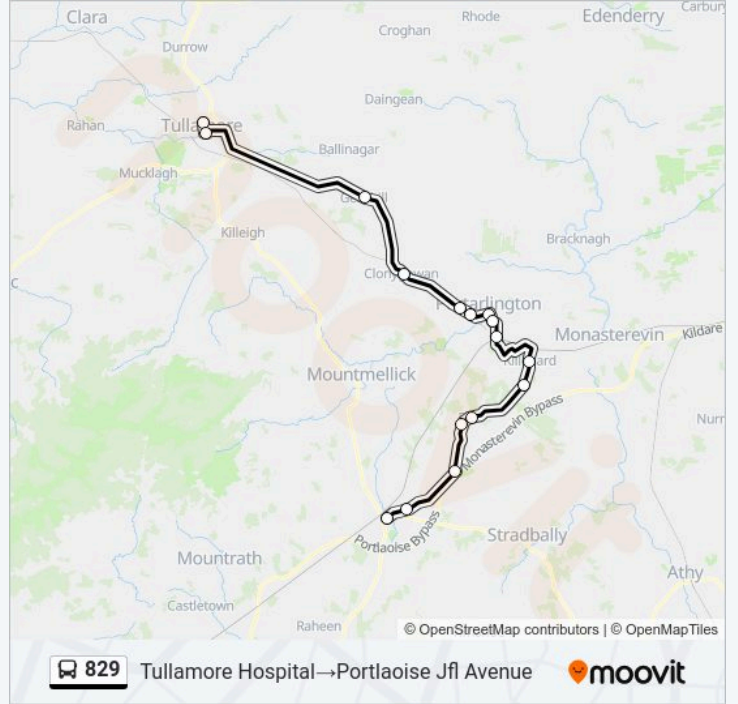 Clara
Rhode
Edenderry
Carbury
Croghan
Durrow
Daingean
Rahan
Tullamore
Ballinagar
Mucklagh
Killeigh
Bracknagh
Portarlington
Monasterevin
Kildare
Mountmellick
Monasterevin Bypass
Stradbally
Portlaoise Bypass
Mountrath
Athy
Castletown
Raheen
© OpenStreetMap contributors | © OpenMapTiles
829
Tullamore Hospital→Portlaoise Jfl Avenue
moovit